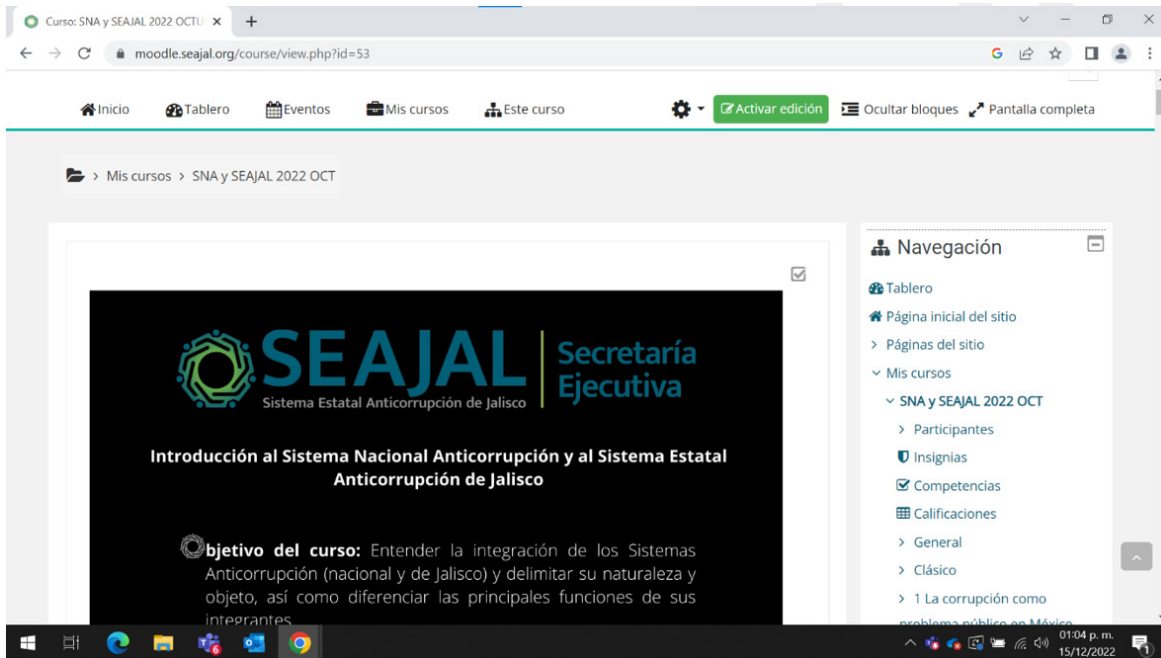 Curso: SNA y SEAJAL 2022 OCTU
moodle.seajal.org/course/view.php?id=53
Inicio Tablero Eventos Mis cursos Este curso Activar edición Ocultar bloques Pantalla completa
> Mis cursos > SNA y SEAJAL 2022 OCT
SEAJAL
Sistema Estatal Anticorrupción de Jalisco
Secretaría
Ejecutiva
Introducción al Sistema Nacional Anticorrupción y al Sistema Estatal
Anticorrupción de Jalisco
bjetivo del curso: Entender la integración de los Sistemas
Anticorrupción (nacional y de Jalisco) y delimitar su naturaleza y
objeto, así como diferenciar las principales funciones de sus
integrantes
Navegación
Tablero
Página inicial del sitio
Páginas del sitio
Mis cursos
SNA y SEAJAL 2022 OCT
Participantes
Insignias
Competencias
Calificaciones
General
Clásico
1 La corrupción como
problema público en México
01:04 p. m.
15/12/2022